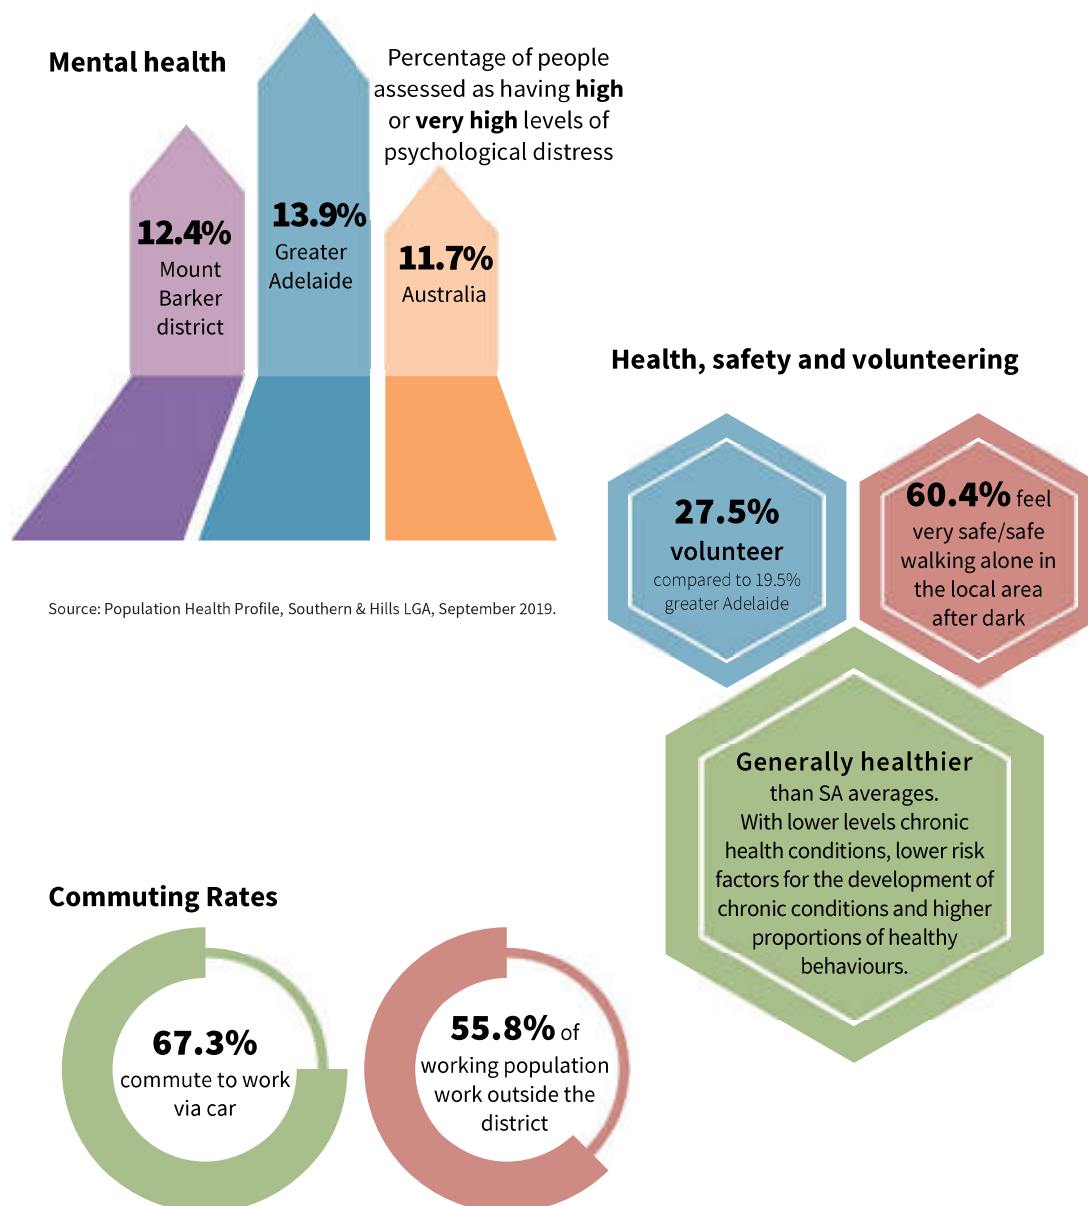 Mental health
Percentage of people
assessed as having high
or very high levels of
psychological distress
12.4%
Mount
Barker
district
13.9%
Greater
Adelaide
11.7%
Australia
Source: Population Health Profile, Southern & Hills LGA, September 2019.
Health, safety and volunteering
27.5%
volunteer
compared to 19.5%
greater Adelaide
60.4% feel
very safe/safe
walking alone in
the local area
after dark
Generally healthier
than SA averages.
With lower levels chronic
health conditions, lower risk
factors for the development of
chronic conditions and higher
proportions of healthy
behaviours.
Commuting Rates
67.3%
commute to work
via car
55.8% of
working population
work outside the
district